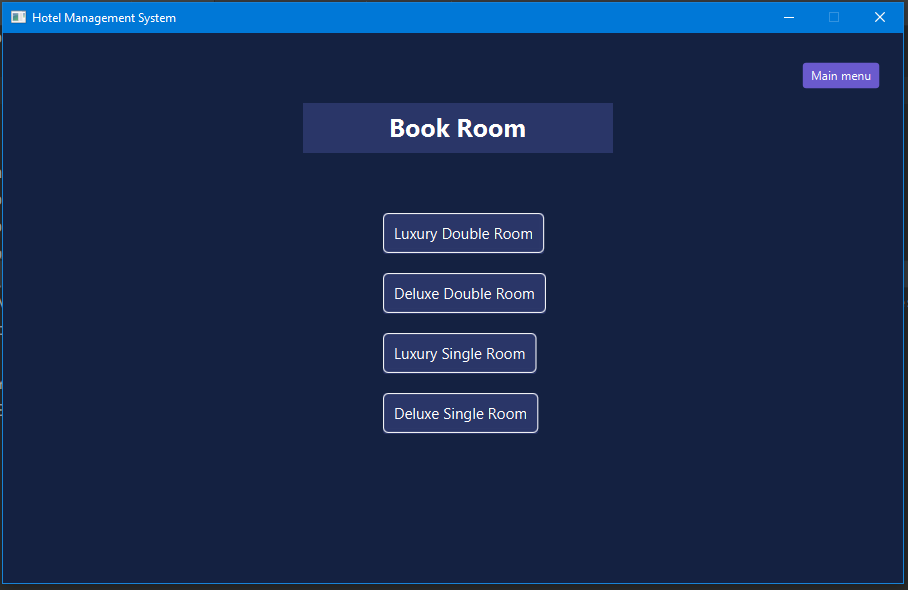 Hotel Management System
Main menu
Book Room
Luxury Double Room
Deluxe Double Room
Luxury Single Room
Deluxe Single Room